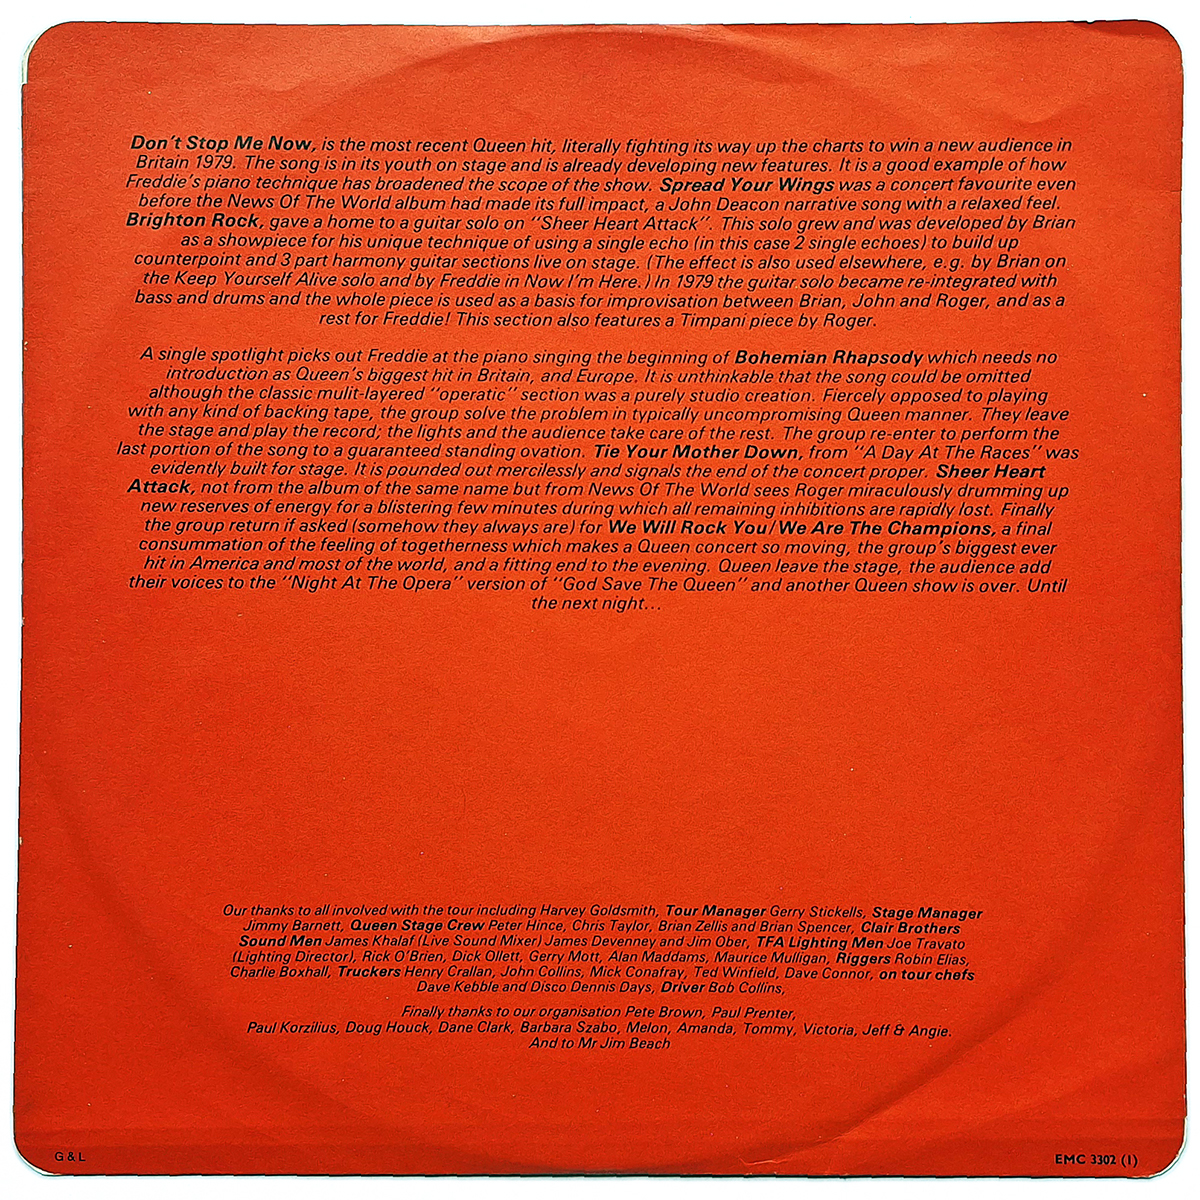 Don't Stop Me Now, is the most recent Queen hit, literally fighting its way up the charts to win a new audience in
Britain 1979. The song is in its youth on stage and is already developing new features. It is a good example of how
Freddie's piano technique has broadened the scope of the show. Spread Your Wings was a concert favourite even
before the News Of The World album had made its full impact, a John Deacon narrative song with a relaxed feel.
Brighton Rock, gave a home to a guitar solo on "Sheer Heart Attack". This solo grew and was developed by Brian
as a showpiece for his unique technique of using a single echo (in this case 2 single echoes) to build up
counterpoint and 3 part harmony guitar sections live on stage. (The effect is also used elsewhere, e.g. by Brian on
the Keep Yourself Alive solo and by Freddie in Now I'm Here.) In 1979 the guitar solo became re-integrated with
bass and drums and the whole piece is used as a basis for improvisation between Brian, John and Roger, and as a
rest for Freddie! This section also features a Timpani piece by Roger.
A single spotlight picks out Freddie at the piano singing the beginning of Bohemian Rhapsody which needs no
introduction as Queen's biggest hit in Britain, and Europe. It is unthinkable that the song could be omitted
although the classic mulit-layered "operatic" section was a purely studio creation. Fiercely opposed to playing
with any kind of backing tape, the group solve the problem in typically uncompromising Queen manner. They leave
the stage and play the record; the lights and the audience take care of the rest. The group re-enter to perform the
last portion of the song to a guaranteed standing ovation. Tie Your Mother Down, from "A Day At The Races" was
evidently built for stage. It is pounded out mercilessly and signals the end of the concert proper. Sheer Heart
Attack, not from the album of the same name but from News Of The World sees Roger miraculously drumming up
new reserves of energy for a blistering few minutes during which all remaining inhibitions are rapidly lost. Finally
the group return if asked (somehow they always are) for We Will Rock You/We Are The Champions, a final
consummation of the feeling of togetherness which makes a Queen concert so moving, the group's biggest ever
hit in America and most of the world, and a fitting end to the evening. Queen leave the stage, the audience add
their voices to the "Night At The Opera" version of "God Save The Queen" and another Queen show is over. Until
the next night...
Our thanks to all involved with the tour including Harvey Goldsmith, Tour Manager Gerry Stickells, Stage Manager
Jimmy Barnett, Queen Stage Crew Peter Hince, Chris Taylor, Brian Zellis and Brian Spencer, Clair Brothers
Sound Men James Khalaf (Live Sound Mixer) James Devenney and Jim Ober, TFA Lighting Men Joe Travato
(Lighting Director), Rick O'Brien, Dick Ollett, Gerry Mott, Alan Maddams, Maurice Mulligan, Riggers Robin Elias,
Charlie Boxhall, Truckers Henry Crallan, John Collins, Mick Conafray, Ted Winfield, Dave Connor, on tour chefs
Dave Kebble and Disco Dennis Days, Driver Bob Collins,
Finally thanks to our organisation Pete Brown, Paul Prenter,
Paul Korzilius, Doug Houck, Dane Clark, Barbara Szabo, Melon, Amanda, Tommy, Victoria, Jeff & Angie.
And to Mr Jim Beach
G & L
EMC 3302 (1)